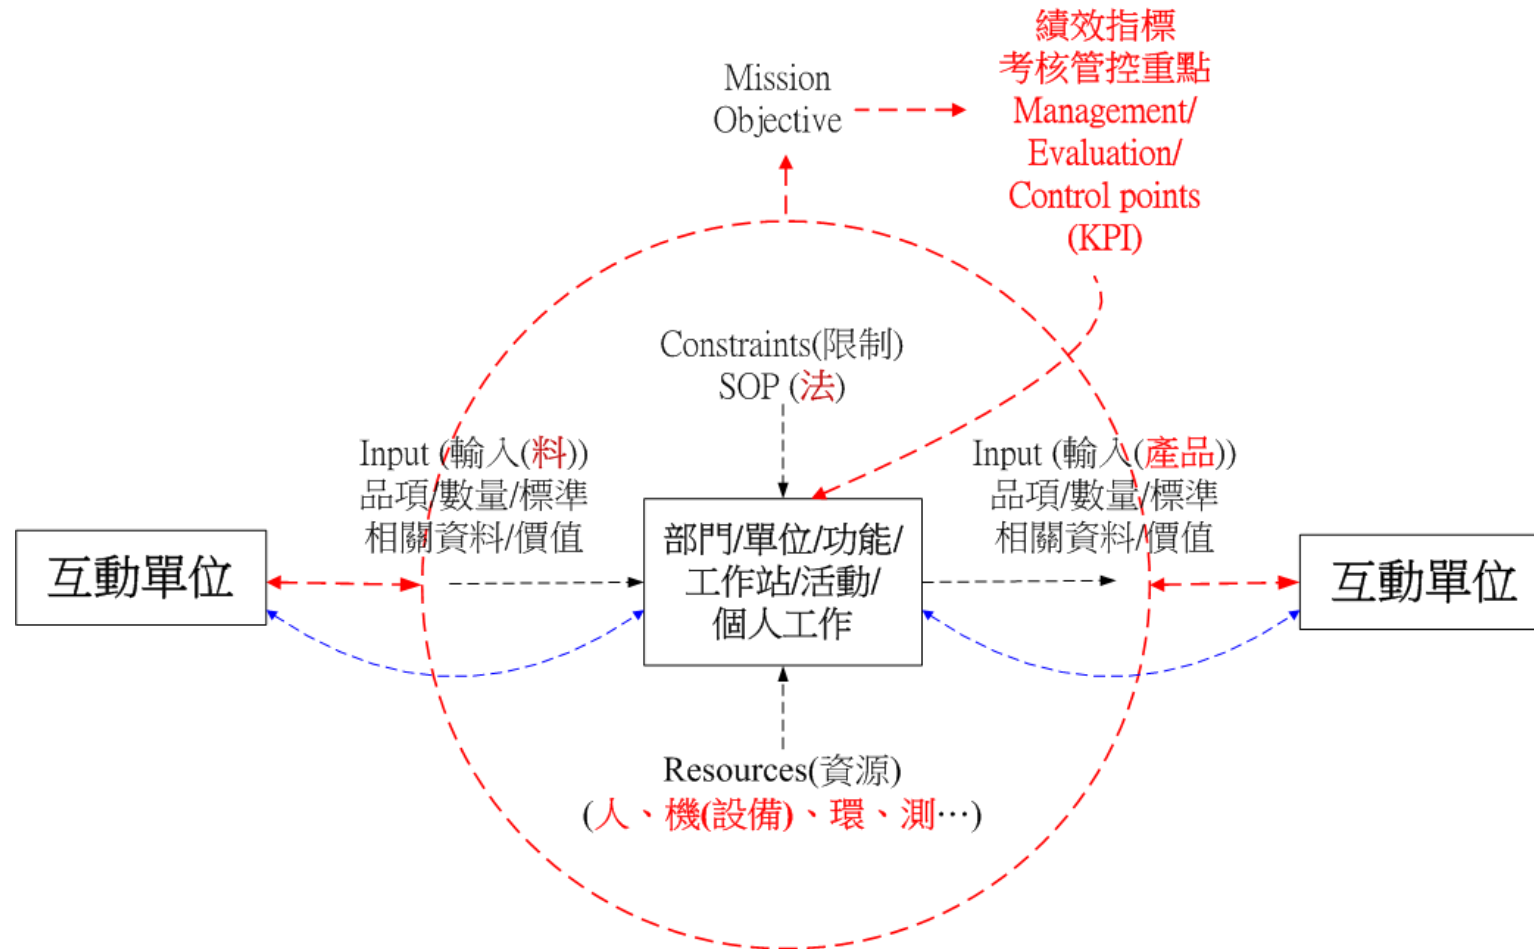 Mission
Objective
績效指標
考核管控重點
Management/
Evaluation/
Control points
(KPI)
Constraints(限制)
SOP (法)
Input (輸入(料))
品項/數量/標準
相關資料/價值
Input (輸入(產品))
品項/數量/標準
相關資料/價值
互動單位
部門/單位/功能/
工作站/活動/
個人工作
互動單位
Resources(資源)
(人、機(設備)、環、測…)